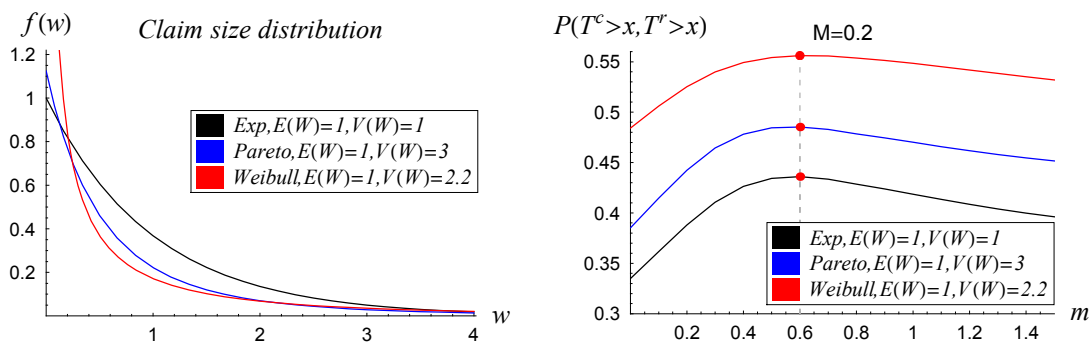 f(w)
Claim size distribution
1.2
1
0.8
0.6
0.4
0.2
Exp,E(W)=1,V(W)=1
Pareto,E(W)=1,V(W)=3
Weibull,E(W)=1,V(W)=2.2
1 2 3 4
w
P(T^c>x,T^r>x)
M=0.2
0.55
0.5
0.45
0.4
0.35
0.3
Exp,E(W)=1,V(W)=1
Pareto,E(W)=1,V(W)=3
Weibull,E(W)=1,V(W)=2.2
0.2 0.4 0.6 0.8 1 1.2 1.4
m